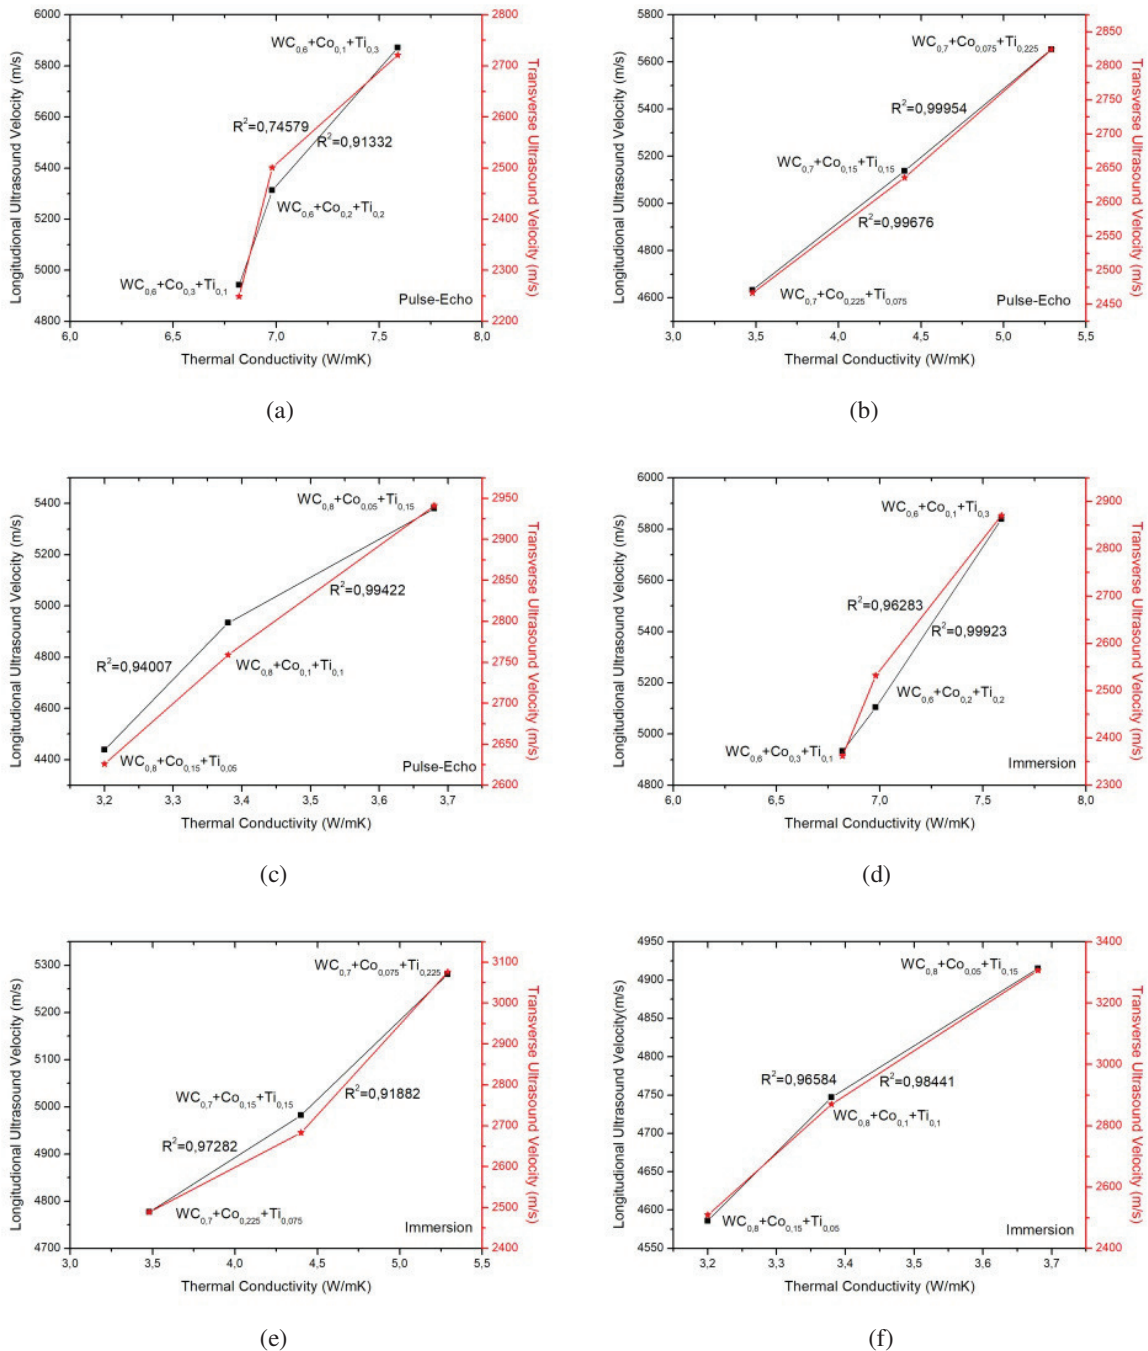 6000
5800
5600
5400
5200
5000
4800
Longitudional Ultrasound Velocity (m/s)
WC0,6+Co0,1+Ti0,3
R2=0,74579
R2=0,91332
WC0,6+Co0,2+Ti0,2
WC0,6+Co0,3+Ti0,1
Pulse-Echo
2800
2700
2600
2500
2400
2300
2200
Transverse Ultrasound Velocity (m/s)
6,0 6,5 7,0 7,5 8,0
Thermal Conductivity (W/mK)
(a)
5800
5600
5400
5200
5000
4800
4600
Longitudional Ultrasound Velocity (m/s)
WC0,7+Co0,075+Ti0,225
R2=0,99954
WC0,7+Co0,15+Ti0,15
R2=0,99676
WC0,7+Co0,225+Ti0,075
Pulse-Echo
2850
2800
2750
2700
2650
2600
2550
2500
2450
Transverse Ultrasound Velocity (m/s)
3,0 3,5 4,0 4,5 5,0 5,5
Thermal Conductivity (W/mK)
(b)
5400
5200
5000
4800
4600
4400
Longitudional Ultrasound Velocity (m/s)
WC0,8+Co0,05+Ti0,15
R2=0,99422
R2=0,94007
WC0,8+Co0,1+Ti0,1
WC0,8+Co0,15+Ti0,05
Pulse-Echo
2950
2900
2850
2800
2750
2700
2650
2600
Transverse Ultrasound Velocity (m/s)
3,2 3,3 3,4 3,5 3,6 3,7
Thermal Conductivity (W/mK)
(c)
6000
5800
5600
5400
5200
5000
4800
Longitudional Ultrasound Velocity (m/s)
WC0,6+Co0,1+Ti0,3
R2=0,96283
R2=0,99923
WC0,6+Co0,2+Ti0,2
WC0,6+Co0,3+Ti0,1
Immersion
2900
2800
2700
2600
2500
2400
2300
Transverse Ultrasound Velocity (m/s)
6,0 6,5 7,0 7,5 8,0
Thermal Conductivity (W/mK)
(d)
5300
5200
5100
5000
4900
4800
4700
Longitudional Ultrasound Velocity (m/s)
WC0,7+Co0,075+Ti0,225
WC0,7+Co0,15+Ti0,15
R2=0,91882
R2=0,97282
WC0,7+Co0,225+Ti0,075
Immersion
3100
3000
2900
2800
2700
2600
2500
2400
Transverse Ultrasound Velocity (m/s)
3,0 3,5 4,0 4,5 5,0 5,5
Thermal Conductivity (W/mK)
(e)
4950
4900
4850
4800
4750
4700
4650
4600
4550
Longitudional Ultrasound Velocity(m/s)
WC0,8+Co0,05+Ti0,15
R2=0,96584
R2=0,98441
WC0,8+Co0,1+Ti0,1
WC0,8+Co0,15+Ti0,05
Immersion
3400
3200
3000
2800
2600
2400
Transverse Ultrasound Velocity (m/s)
3,2 3,3 3,4 3,5 3,6 3,7
Thermal Conductivity (W/mK)
(f)